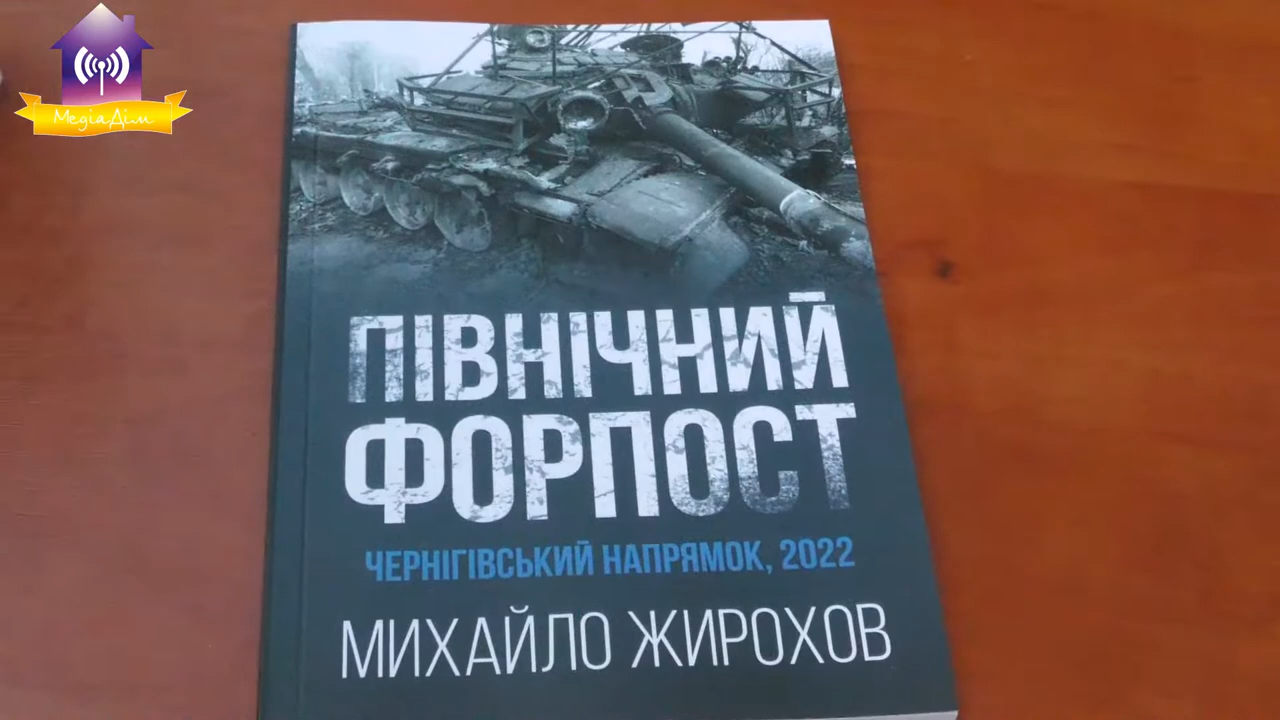 МедіаДім
ПІВНІЧНИЙ
ФОРПОСТ
ЧЕРНІГІВСЬКИЙ НАПРЯМОК, 2022
МИХАЙЛО ЖИРОХОВ